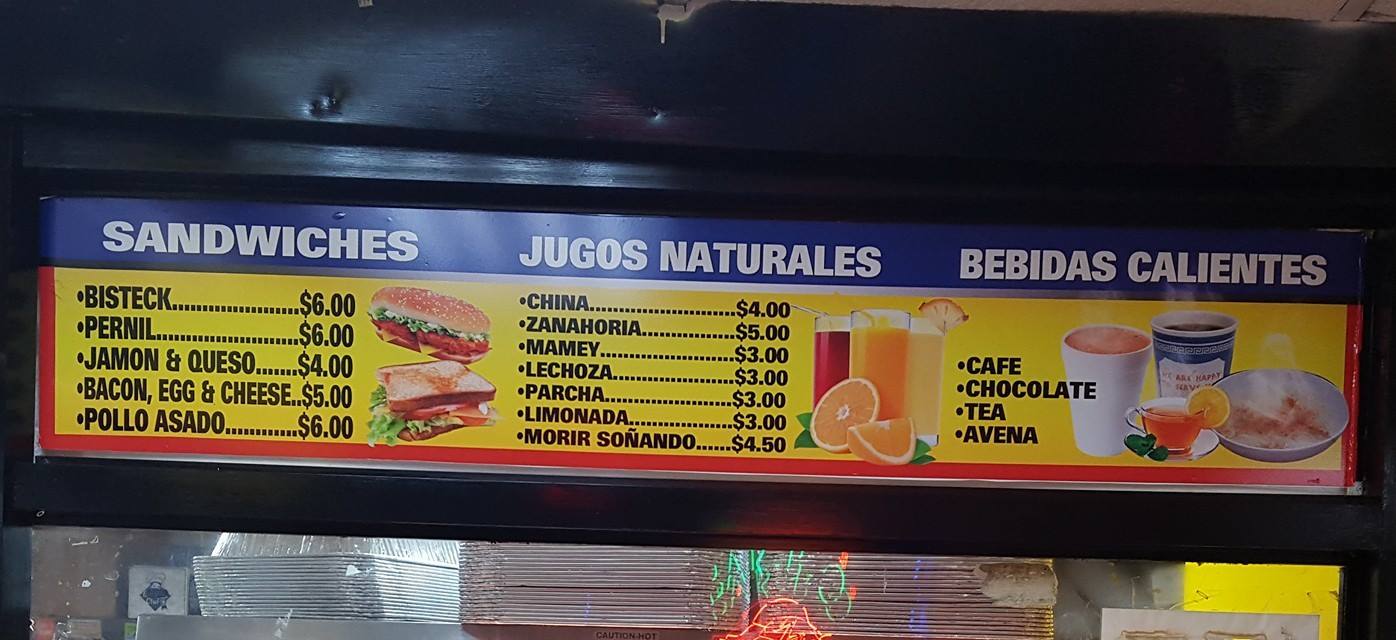 SANDWICHES
•BISTECK......................$6.00
•PERNIL.........................$6.00
•JAMON & QUESO.......$4.00
•BACON, EGG & CHEESE..$5.00
•POLLO ASADO............$6.00
JUGOS NATURALES
•CHINA.............................$4.00
•ZANAHORIA..................$5.00
•MAMEY..........................$3.00
•LECHOZA.......................$3.00
•PARCHA.........................$3.00
•LIMONADA....................$3.00
•MORIR SOÑANDO......$4.50
BEBIDAS CALIENTES
•CAFE
•CHOCOLATE
•TEA
•AVENA
CAUTION-HOT